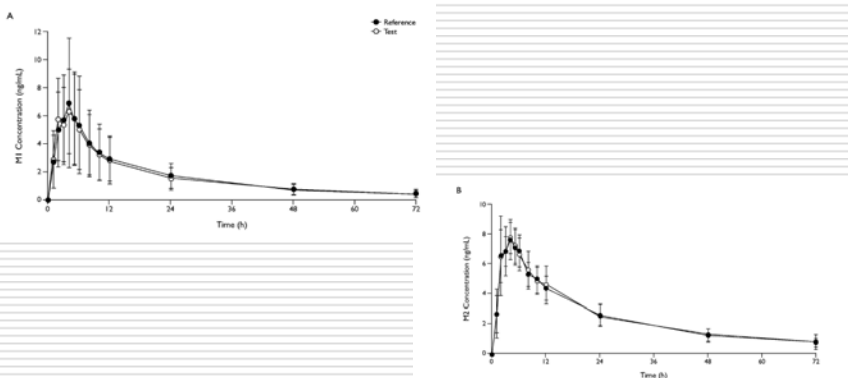 A
Reference
Test
12
10
8
6
4
2
0
M1 Concentration (ng/mL)
0 12 24 36 48 60 72
Time (h)
B
10
8
6
4
2
0
M2 Concentration (ng/mL)
0 12 24 36 48 60 72
Time (h)